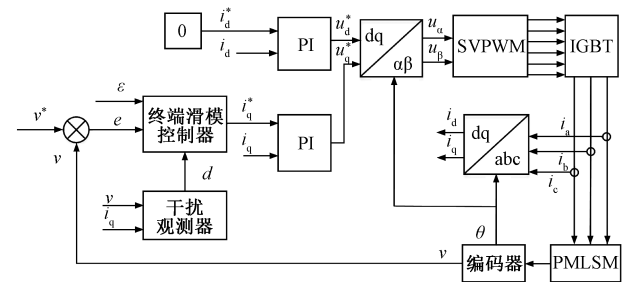 0
i_d^*
i_d
PI
u_d^*
u_q^*
dq
αβ
u_α
u_β
SVPWM
IGBT
ε
v*
e
v
终端滑模
控制器
i_q^*
i_q
PI
i_d
i_q
dq
abc
i_a
i_b
i_c
d
v
i_q
干扰
观测器
θ
v
编码器
PMLSM